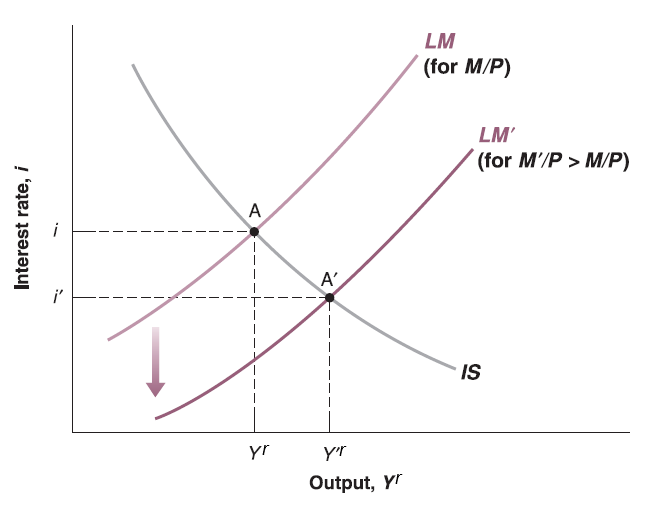 LM
(for M/P)
LM′
(for M′/P > M/P)
A
i
A′
i′
IS
Interest rate, i
Yr
Y′r
Output, Yr